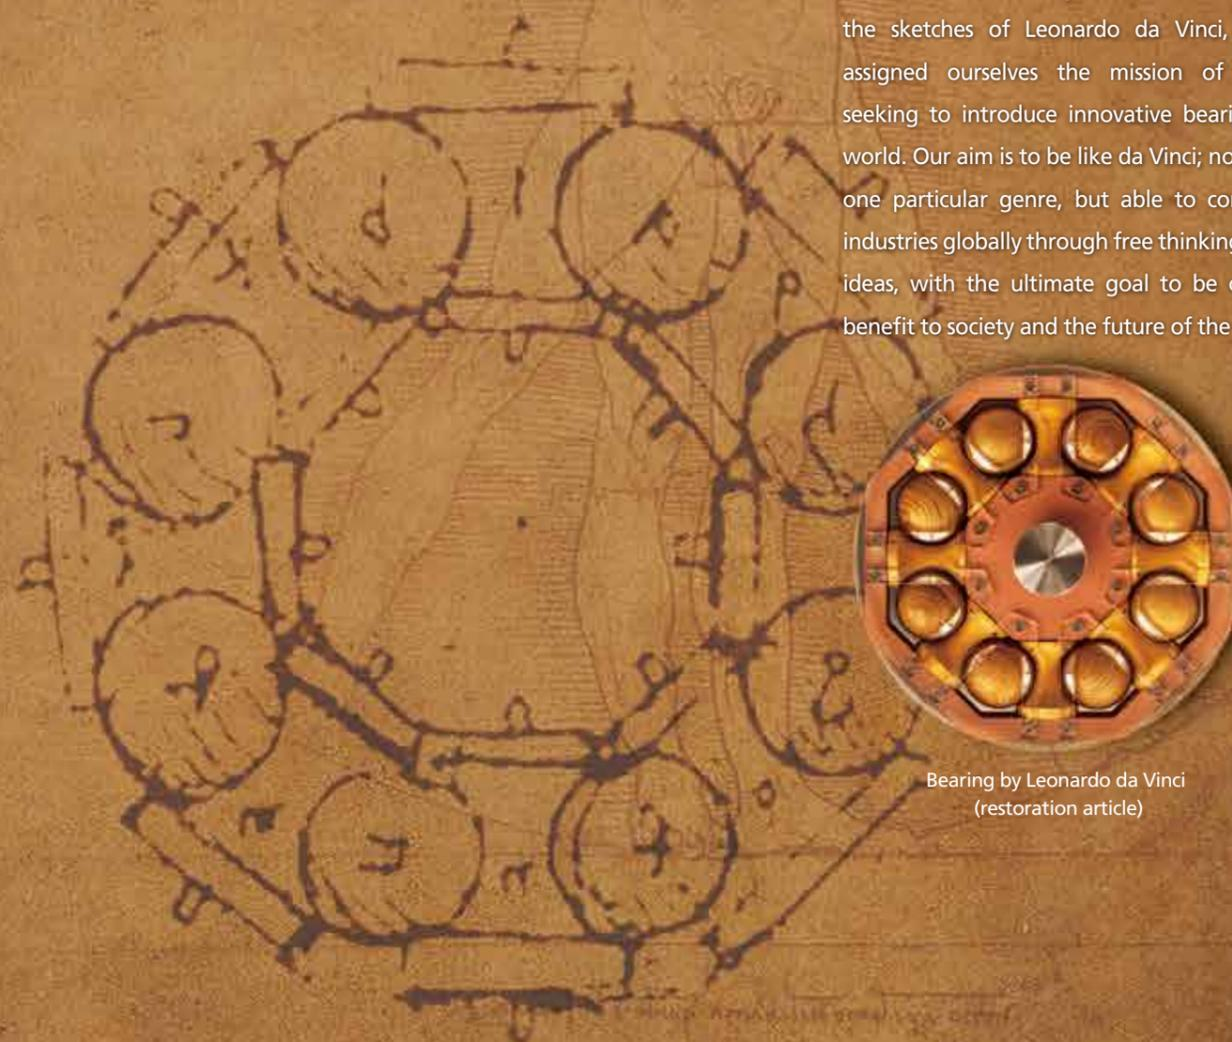 the sketches of Leonardo da Vinci,
assigned ourselves the mission of
seeking to introduce innovative
world. Our aim is to be like da Vinci;
one particular genre, but able to
industries globally through free
ideas, with the ultimate goal to be
benefit to society and the future of the
Bearing by Leonardo da Vinci
(restoration article)